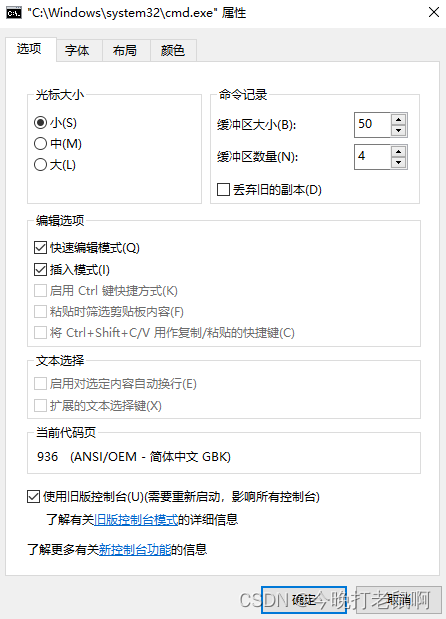 "C:\Windows\system32\cmd.exe" 属性
选项 字体 布局 颜色
光标大小
小(S)
中(M)
大(L)
命令记录
缓冲区大小(B): 50
缓冲区数量(N): 4
丢弃旧的副本(D)
编辑选项
快速编辑模式(Q)
插入模式(I)
启用 Ctrl 键快捷方式(K)
粘贴时筛选剪贴板内容(F)
将 Ctrl+Shift+C/V 用作复制/粘贴的快捷键(C)
文本选择
启用对选定内容自动换行(E)
扩展的文本选择键(X)
当前代码页
936 (ANSI/OEM - 简体中文 GBK)
使用旧版控制台(U)(需要重新启动，影响所有控制台)
了解有关旧版控制台模式的详细信息
了解更多有关新控制台功能的信息
确定 取消
CSDN @今晚打老鼠啊